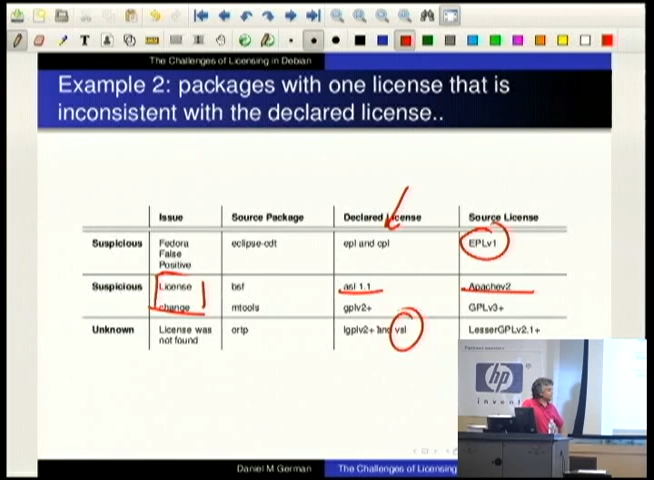 The Challenges of Licensing in Debian
Example 2: packages with one license that is
inconsistent with the declared license..
Issue Source Package Declared License Source License
Suspicious Fedora eclipse-cdt epl and cpl EPLv1
False
Positive
Suspicious License bsf asl 1.1 Apachev2
change mtools gplv2+ GPLv3+
Unknown License was ortp lgplv2+ and vsl LesserGPLv2.1+
not found
hp
invent
Daniel M German The Challenges of Licensing